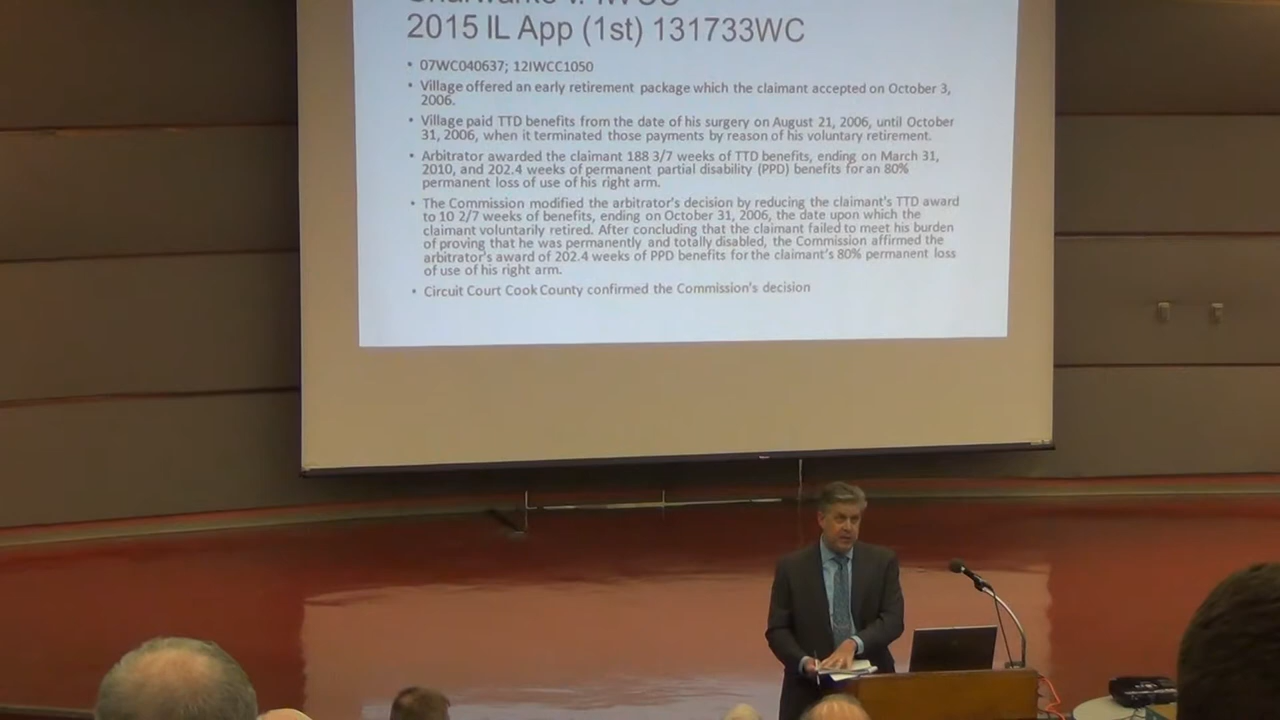 2015 IL App (1st) 131733WC
• 07WC040637; 12IWCC1050
• Village offered an early retirement package which the claimant accepted on October 3,
2006.
• Village paid TTD benefits from the date of his surgery on August 21, 2006, until October
31, 2006, when it terminated those payments by reason of his voluntary retirement.
• Arbitrator awarded the claimant 188 3/7 weeks of TTD benefits, ending on March 31,
2010, and 202.4 weeks of permanent partial disability (PPD) benefits for an 80%
permanent loss of use of his right arm.
• The Commission modified the arbitrator's decision by reducing the claimant's TTD award
to 10 2/7 weeks of benefits, ending on October 31, 2006, the date upon which the
claimant voluntarily retired. After concluding that the claimant failed to meet his burden
of proving that he was permanently and totally disabled, the Commission affirmed the
arbitrator's award of 202.4 weeks of PPD benefits for the claimant's 80% permanent loss
of use of his right arm.
• Circuit Court Cook County confirmed the Commission's decision